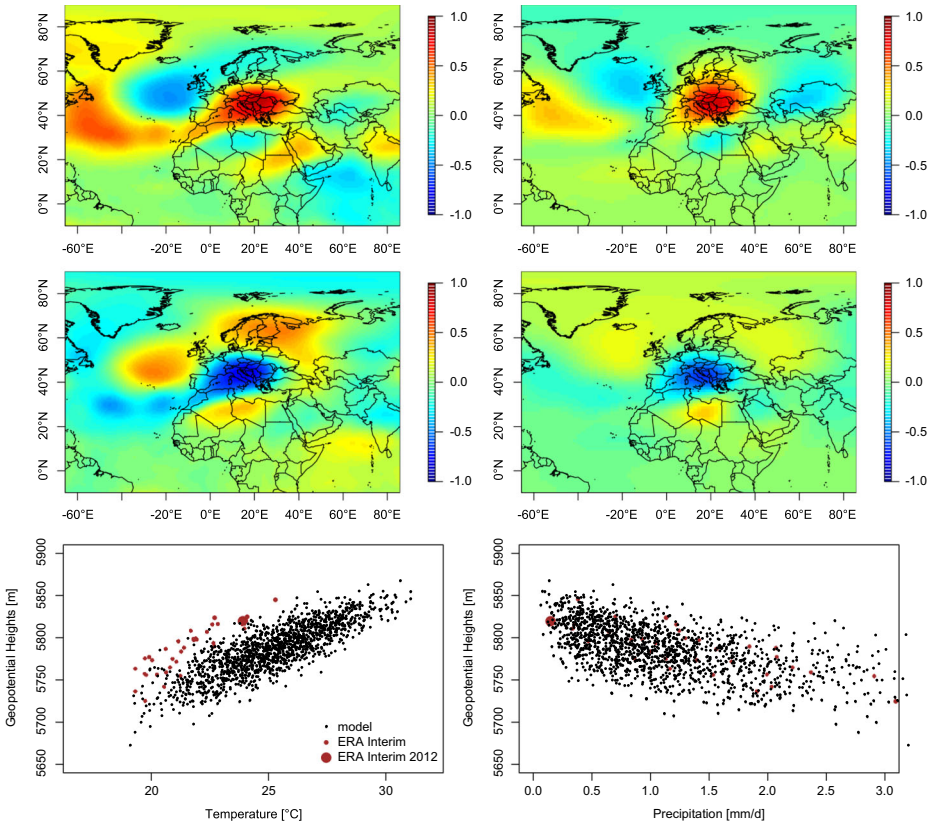 80°N
60°N
40°N
20°N
0°N
-60°E -40°E -20°E 0°E 20°E 40°E 60°E 80°E
1.0
0.5
0.0
-0.5
-1.0
80°N
60°N
40°N
20°N
0°N
-60°E -40°E -20°E 0°E 20°E 40°E 60°E 80°E
1.0
0.5
0.0
-0.5
-1.0
80°N
60°N
40°N
20°N
0°N
-60°E -40°E -20°E 0°E 20°E 40°E 60°E 80°E
1.0
0.5
0.0
-0.5
-1.0
80°N
60°N
40°N
20°N
0°N
-60°E -40°E -20°E 0°E 20°E 40°E 60°E 80°E
1.0
0.5
0.0
-0.5
-1.0
Geopotential Heights [m]
5900
5850
5800
5750
5700
5650
model
ERA Interim
ERA Interim 2012
20 25 30
Temperature [°C]
Geopotential Heights [m]
5900
5850
5800
5750
5700
5650
0.0 0.5 1.0 1.5 2.0 2.5 3.0
Precipitation [mm/d]